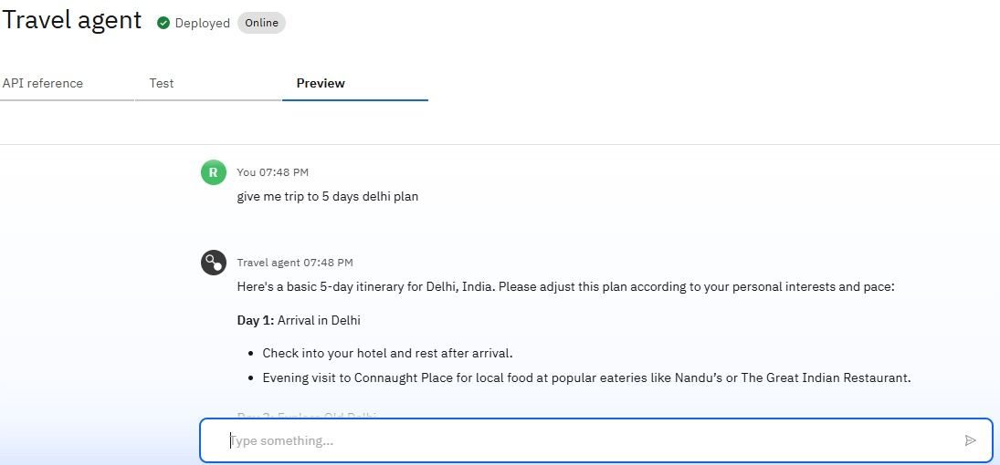 Travel agent
Deployed
Online
API reference
Test
Preview
R
You 07:48 PM
give me trip to 5 days delhi plan
Travel agent 07:48 PM
Here's a basic 5-day itinerary for Delhi, India. Please adjust this plan according to your personal interests and pace:
Day 1: Arrival in Delhi
• Check into your hotel and rest after arrival.
• Evening visit to Connaught Place for local food at popular eateries like Nandu’s or The Great Indian Restaurant.
Day 2: Explore Old Delhi
Type something...